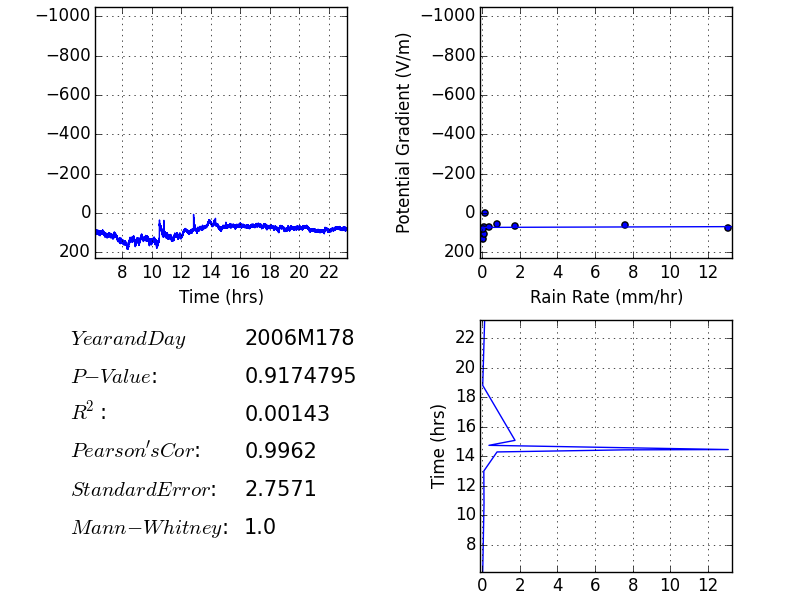 −1000
−800
−600
−400
−200
0
200
8 10 12 14 16 18 20 22
Time (hrs)
Potential Gradient (V/m)
−1000
−800
−600
−400
−200
0
200
0 2 4 6 8 10 12
Rain Rate (mm/hr)
YearandDay 2006M178
P−Value: 0.9174795
R²: 0.00143
Pearson'sCor: 0.9962
StandardError: 2.7571
Mann−Whitney: 1.0
Time (hrs)
22
20
18
16
14
12
10
8
0 2 4 6 8 10 12